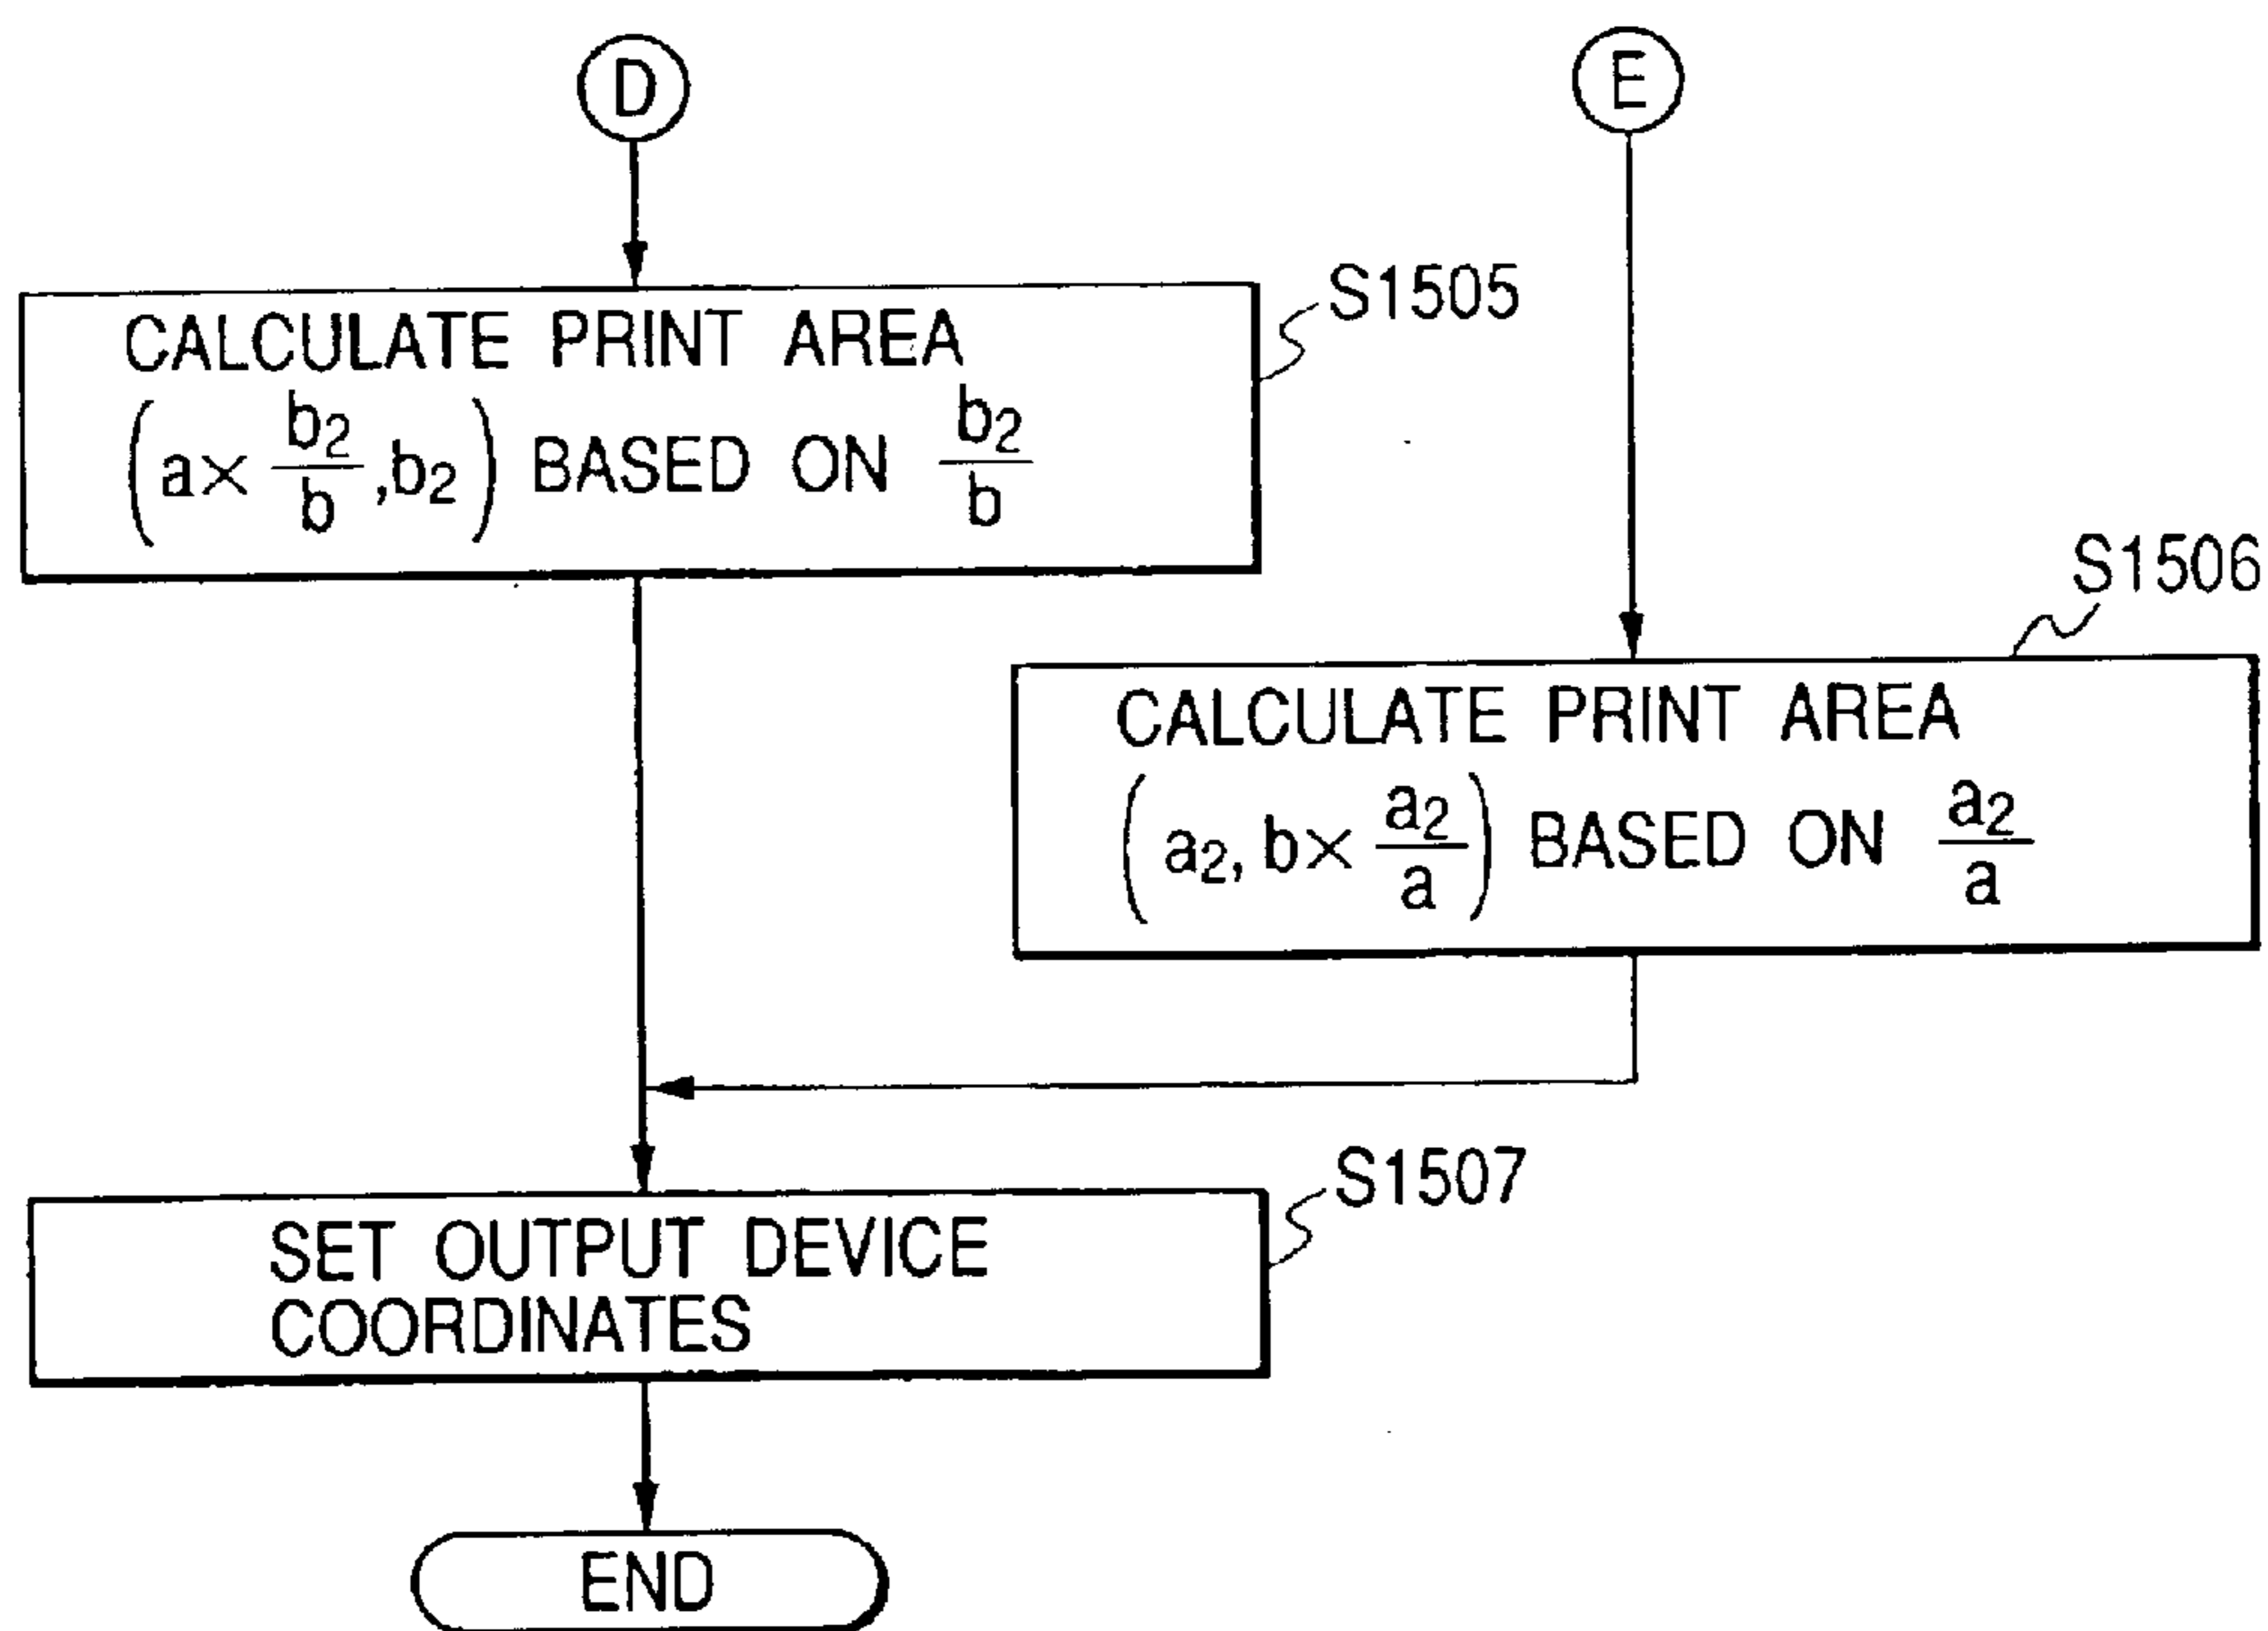 D
E
S1505
CALCULATE PRINT AREA
(a× b₂/b ,b₂) BASED ON b₂/b
S1506
CALCULATE PRINT AREA
(a₂, b× a₂/a) BASED ON a₂/a
S1507
SET OUTPUT DEVICE
COORDINATES
END